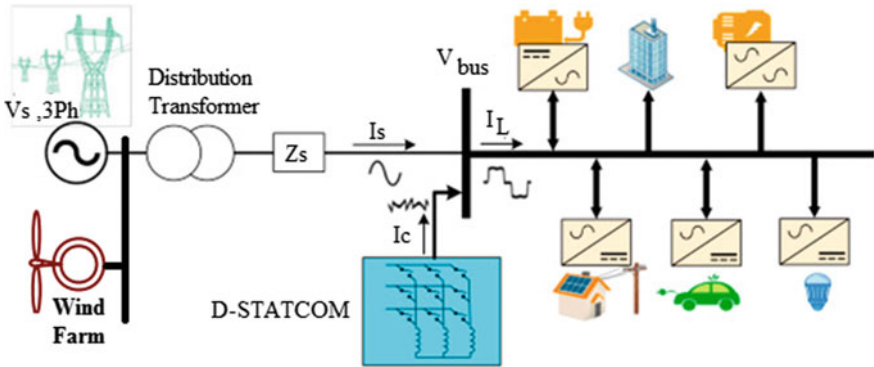 V bus
Distribution
Transformer
Vs ,3Ph
Is
I L
Zs
Ic
D-STATCOM
Wind
Farm